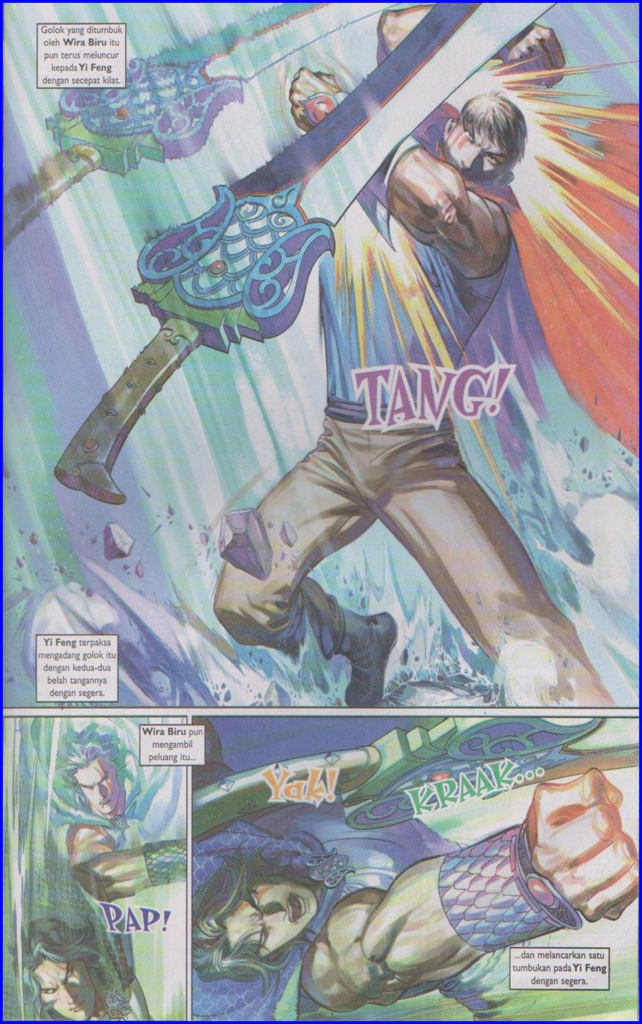 Golok yang ditumbuk
oleh Wira Biru itu
pun terus meluncur
kepada Yi Feng
dengan secepat kilat.
TANG!
Yi Feng terpaksa
mengadang golok itu
dengan kedua-dua
belah tangannya
dengan segera.
Wira Biru pun
mengambil
peluang itu...
PAP!
Yak!
KRAAK...
...dan melancarkan satu
tumbukan pada Yi Feng
dengan segera.